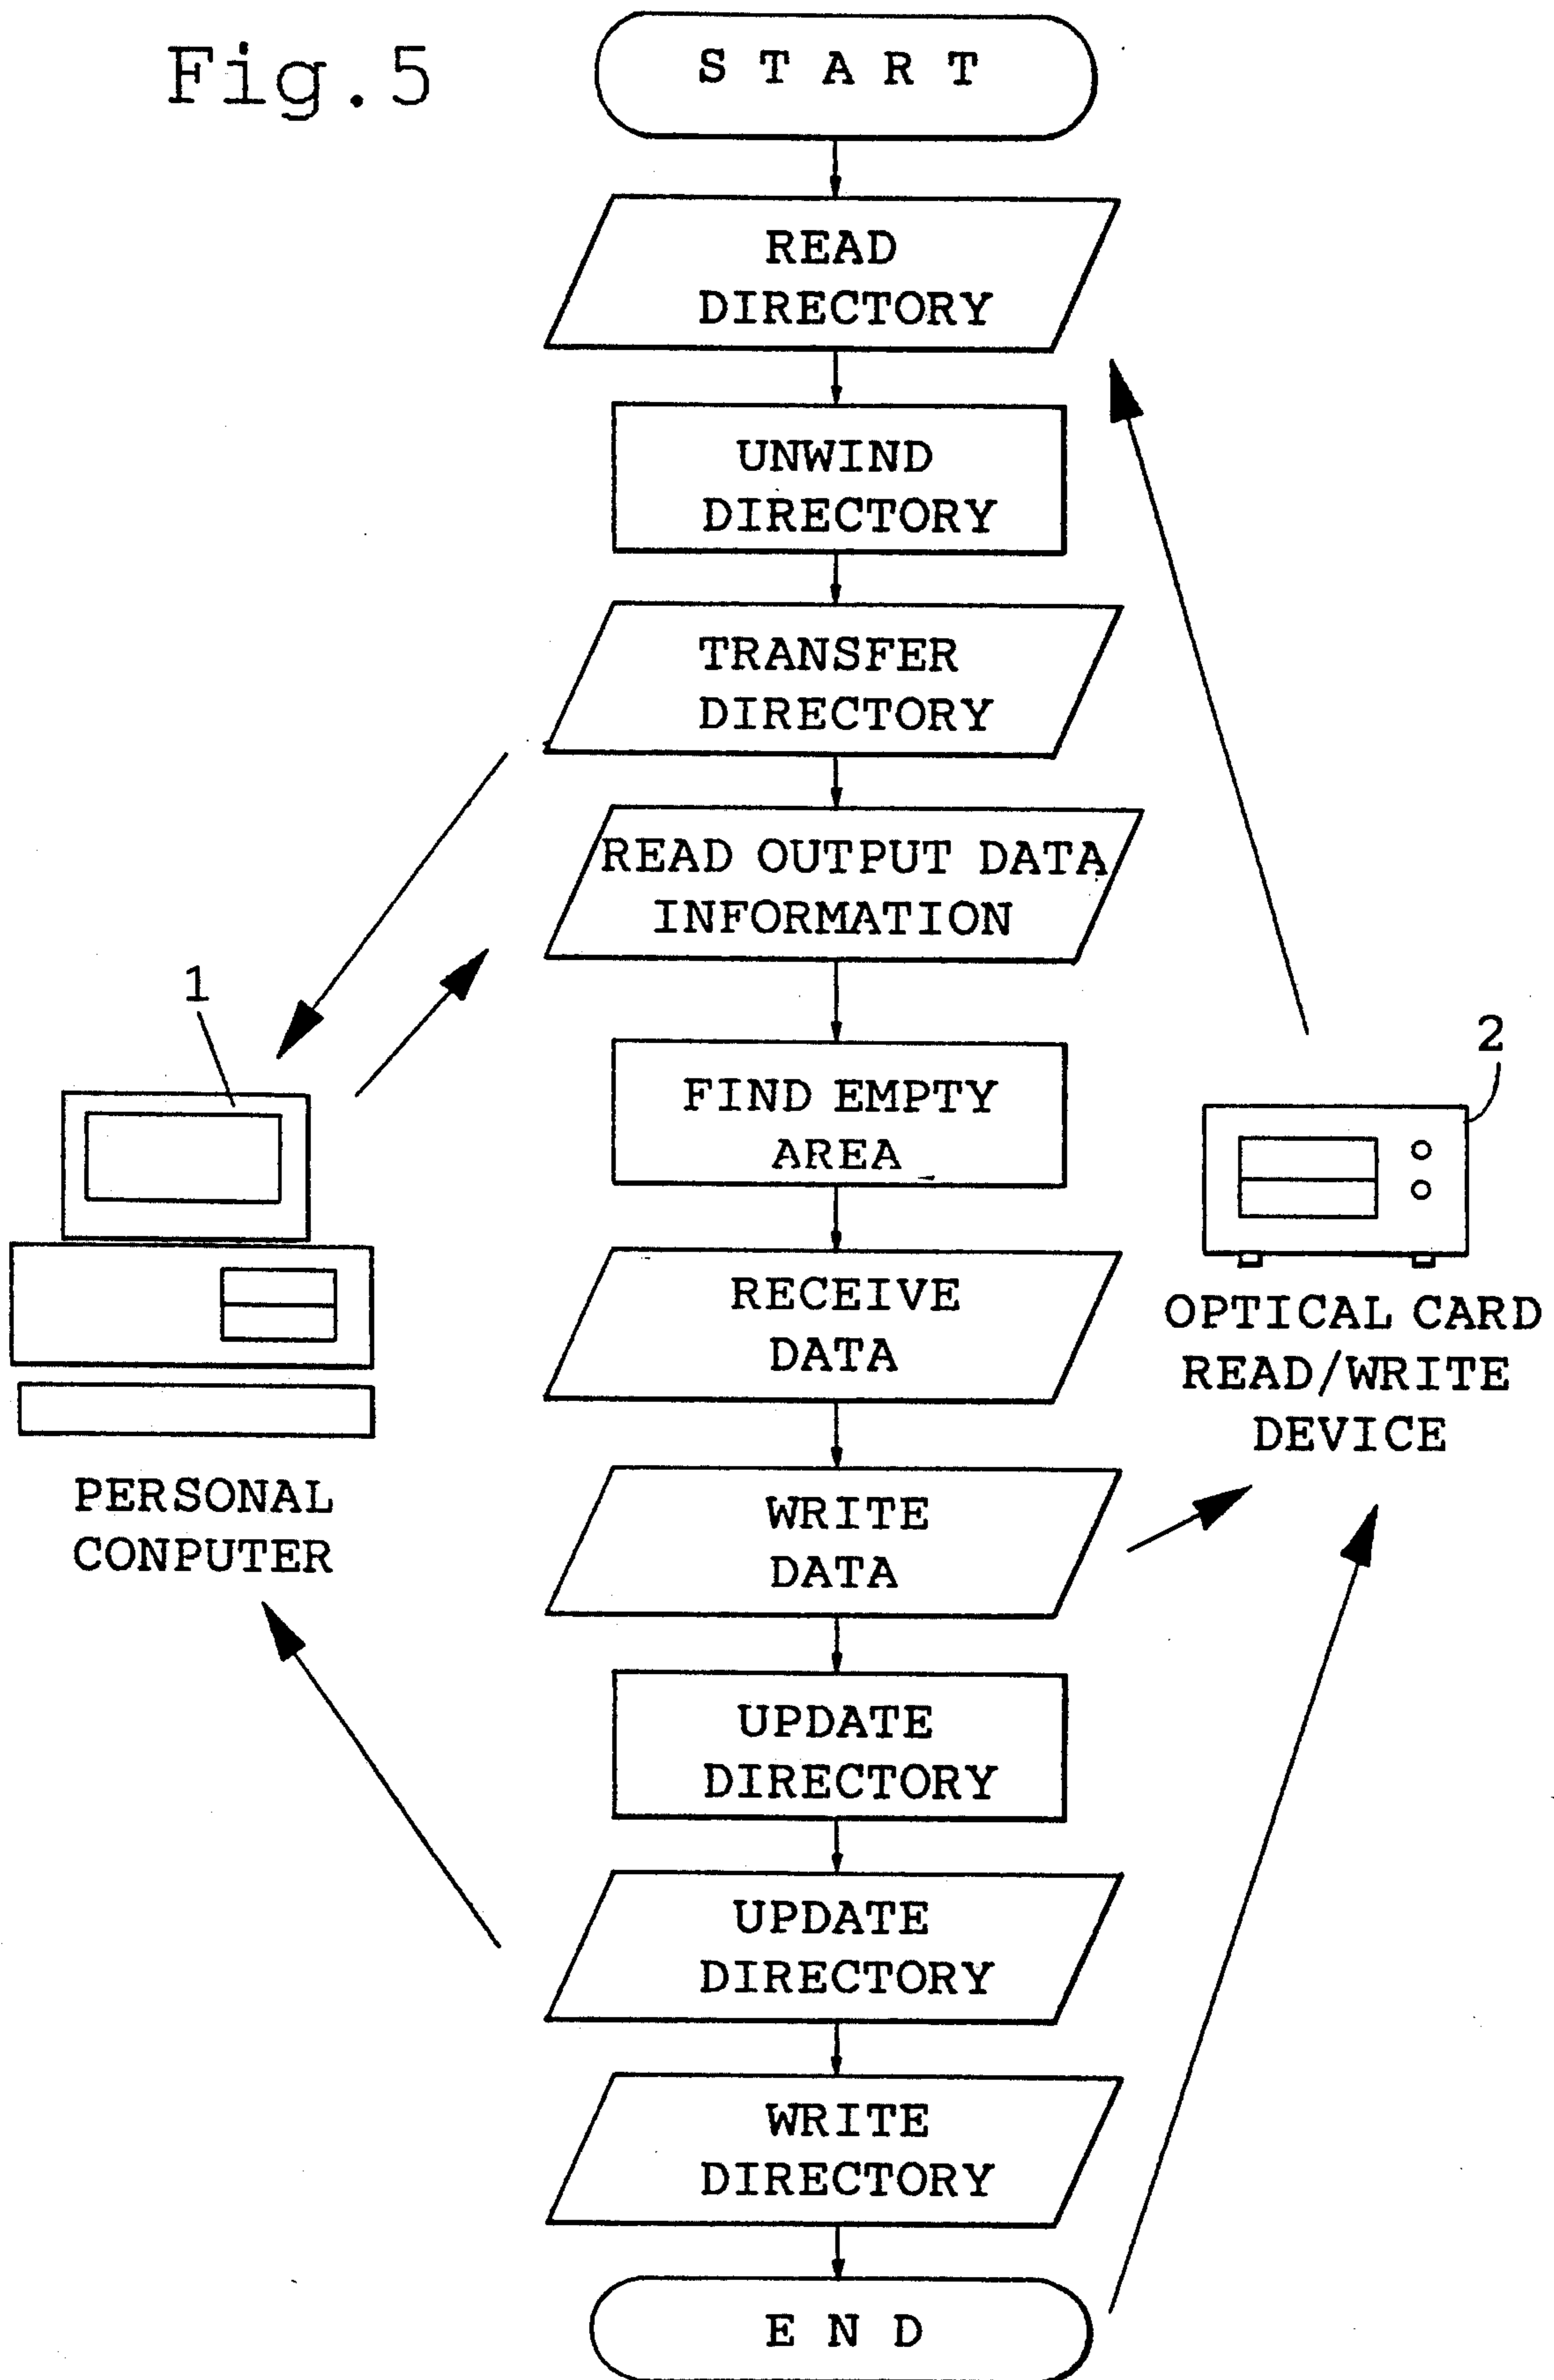 Fig.5
START
READ
DIRECTORY
UNWIND
DIRECTORY
TRANSFER
DIRECTORY
READ OUTPUT DATA
INFORMATION
1
2
FIND EMPTY
AREA
RECEIVE
DATA
OPTICAL CARD
READ/WRITE
DEVICE
PERSONAL
CONPUTER
WRITE
DATA
UPDATE
DIRECTORY
UPDATE
DIRECTORY
WRITE
DIRECTORY
END